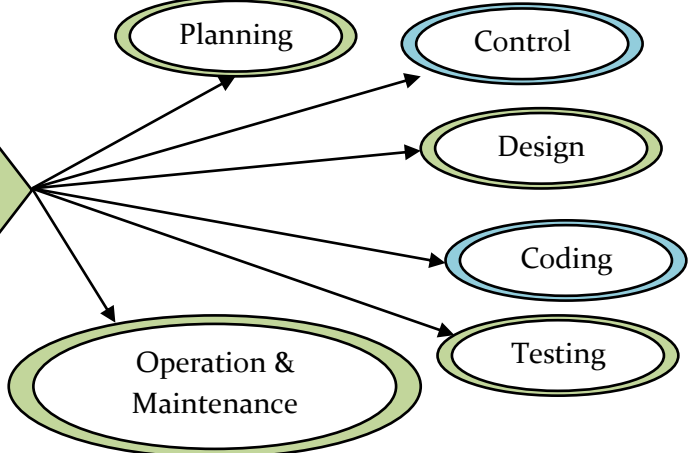 Planning
Control
Design
Coding
Testing
Operation &
Maintenance